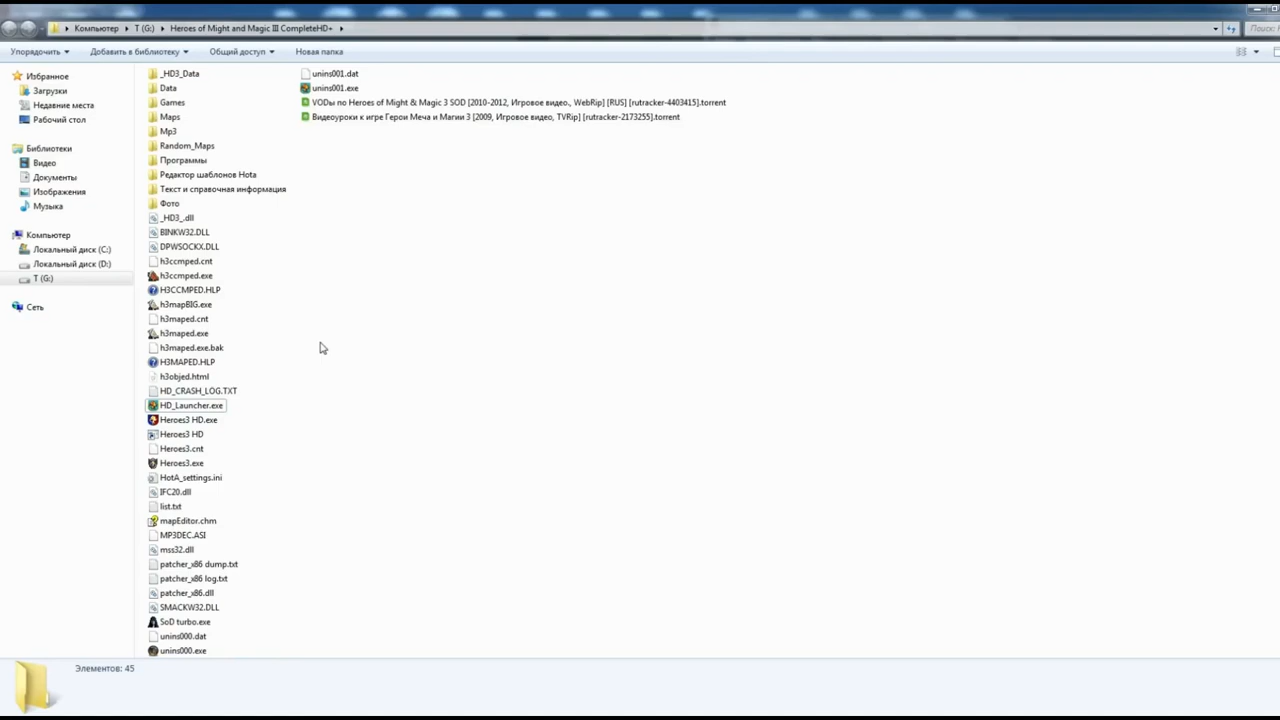 Компьютер ▸ T (G:) ▸ Heroes of Might and Magic III CompleteHD+ ▸
Поиск:
Упорядочить Добавить в библиотеку Общий доступ Новая папка
Избранное
Загрузки
Недавние места
Рабочий стол
Библиотеки
Видео
Документы
Изображения
Музыка
Компьютер
Локальный диск (C:)
Локальный диск (D:)
T (G:)
Сеть
_HD3_Data
Data
Games
Maps
Mp3
Random_Maps
Программы
Редактор шаблонов Hota
Текст и справочная информация
Фото
_HD3_.dll
BINKW32.DLL
DPWSOCKX.DLL
h3ccmped.cnt
h3ccmped.exe
H3CCMPED.HLP
h3mapBIG.exe
h3maped.cnt
h3maped.exe
h3maped.exe.bak
H3MAPED.HLP
h3objed.html
HD_CRASH_LOG.TXT
HD_Launcher.exe
Heroes3 HD.exe
Heroes3 HD
Heroes3.cnt
Heroes3.exe
HotA_settings.ini
IFC20.dll
list.txt
mapEditor.chm
MP3DEC.ASI
mss32.dll
patcher_x86 dump.txt
patcher_x86 log.txt
patcher_x86.dll
SMACKW32.DLL
SoD turbo.exe
unins000.dat
unins000.exe
unins001.dat
unins001.exe
VODы по Heroes of Might & Magic 3 SOD [2010-2012, Игровое видео., WebRip] [RUS] [rutracker-4403415].torrent
Видеоуроки к игре Герои Меча и Магии 3 [2009, Игровое видео, TVRip] [rutracker-2173255].torrent
Элементов: 45